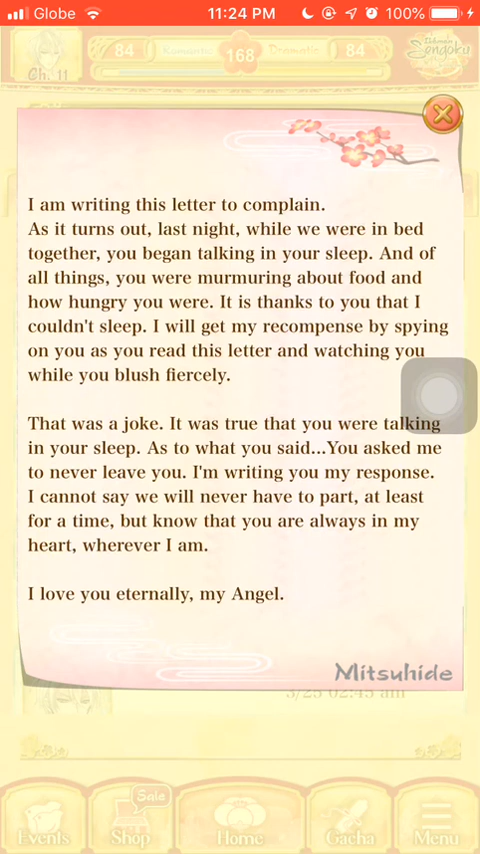 Globe 11:24 PM 100%
84 Romantic 168 Dramatic 84
Ch. 11
Sengoku
I am writing this letter to complain.
As it turns out, last night, while we were in bed
together, you began talking in your sleep. And of
all things, you were murmuring about food and
how hungry you were. It is thanks to you that I
couldn't sleep. I will get my recompense by spying
on you as you read this letter and watching you
while you blush fiercely.
That was a joke. It was true that you were talking
in your sleep. As to what you said...You asked me
to never leave you. I'm writing you my response.
I cannot say we will never have to part, at least
for a time, but know that you are always in my
heart, wherever I am.
I love you eternally, my Angel.
Mitsuhide
3/25 02:45 am
Sale
Events Shop Home Gacha Menu